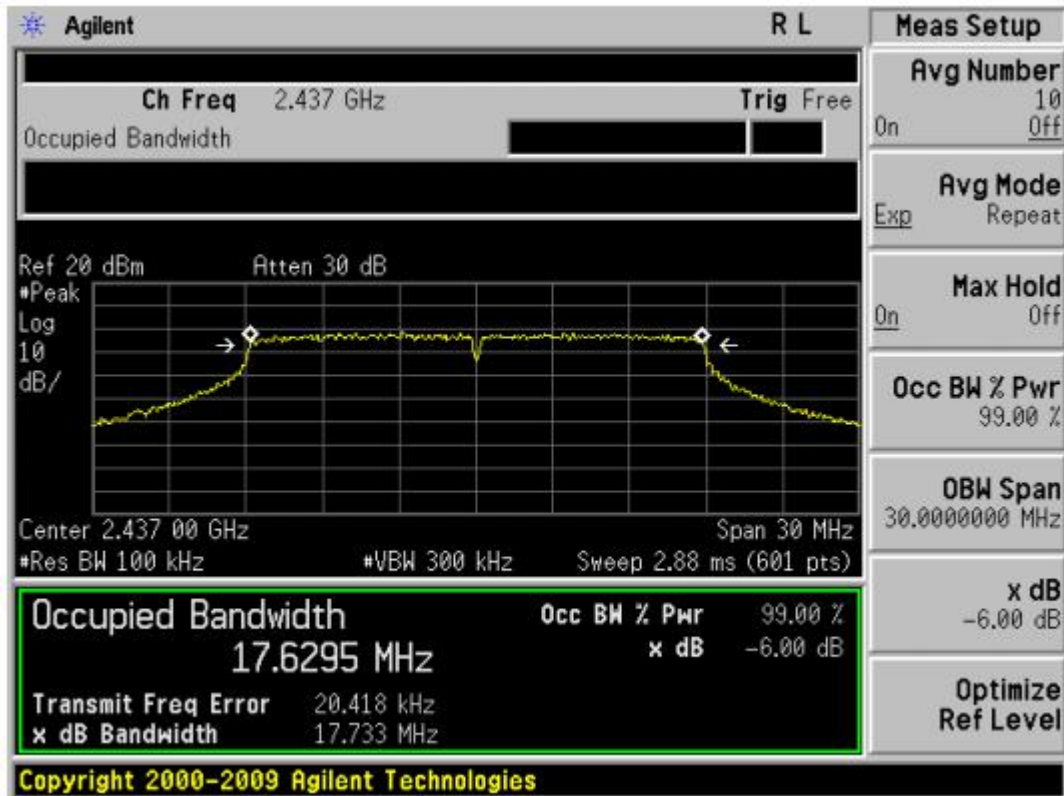 Agilent R L
Ch Freq 2.437 GHz Trig Free
Occupied Bandwidth
Ref 20 dBm Atten 30 dB
#Peak
Log
10
dB/
Center 2.437 00 GHz Span 30 MHz
#Res BW 100 kHz #VBW 300 kHz Sweep 2.88 ms (601 pts)
Occupied Bandwidth Occ BW % Pwr 99.00 %
17.6295 MHz x dB -6.00 dB
Transmit Freq Error 20.418 kHz
x dB Bandwidth 17.733 MHz
Copyright 2000-2009 Agilent Technologies
Meas Setup
Avg Number
10
On Off
Avg Mode
Exp Repeat
Max Hold
On Off
Occ BW % Pwr
99.00 %
OBW Span
30.0000000 MHz
x dB
-6.00 dB
Optimize
Ref Level